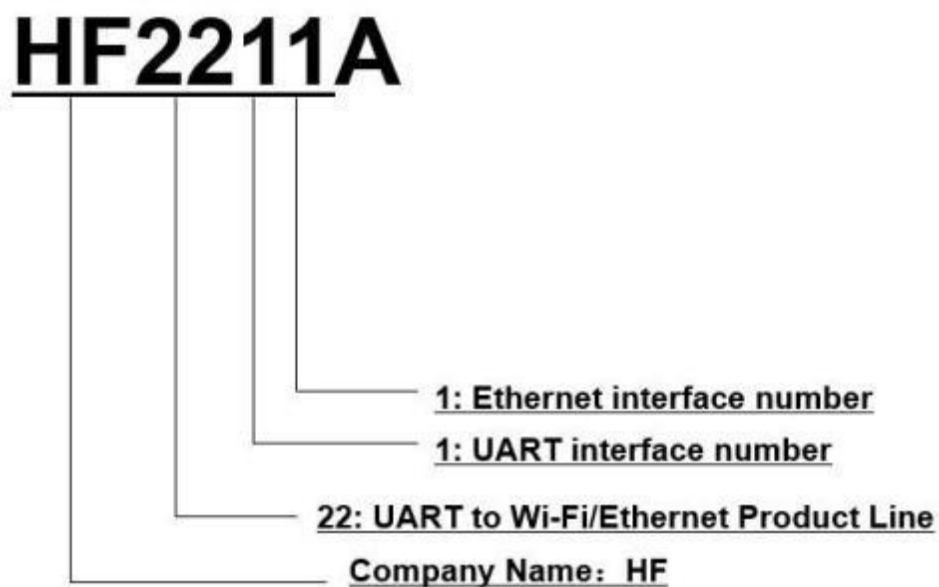 HF2211A
1: Ethernet interface number
1: UART interface number
22: UART to Wi-Fi/Ethernet Product Line
Company Name：HF